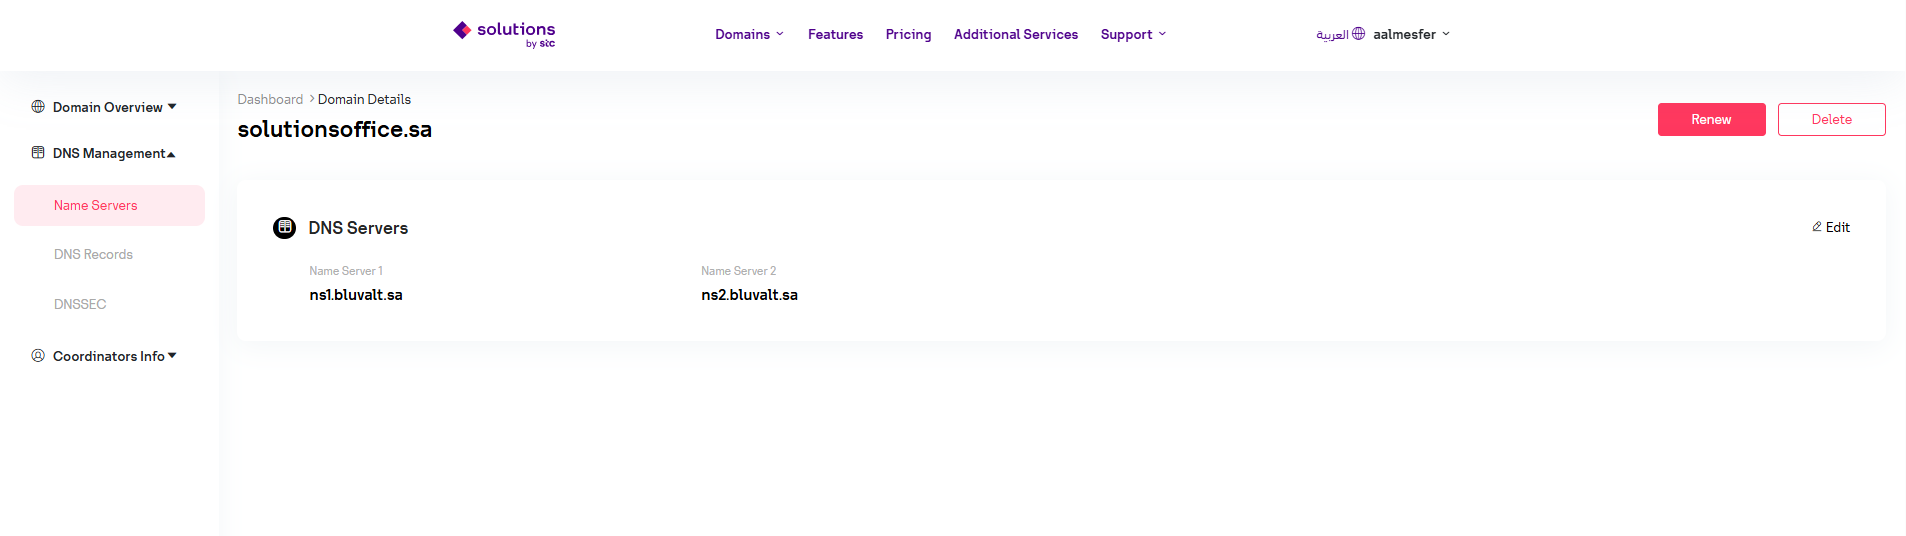 solutions
by stc
Domains
Features
Pricing
Additional Services
Support
العربية
aalmesfer
Domain Overview
DNS Management
Name Servers
DNS Records
DNSSEC
Coordinators Info
Dashboard > Domain Details
solutionsoffice.sa
Renew
Delete
DNS Servers
Edit
Name Server 1
Name Server 2
ns1.bluvalt.sa
ns2.bluvalt.sa